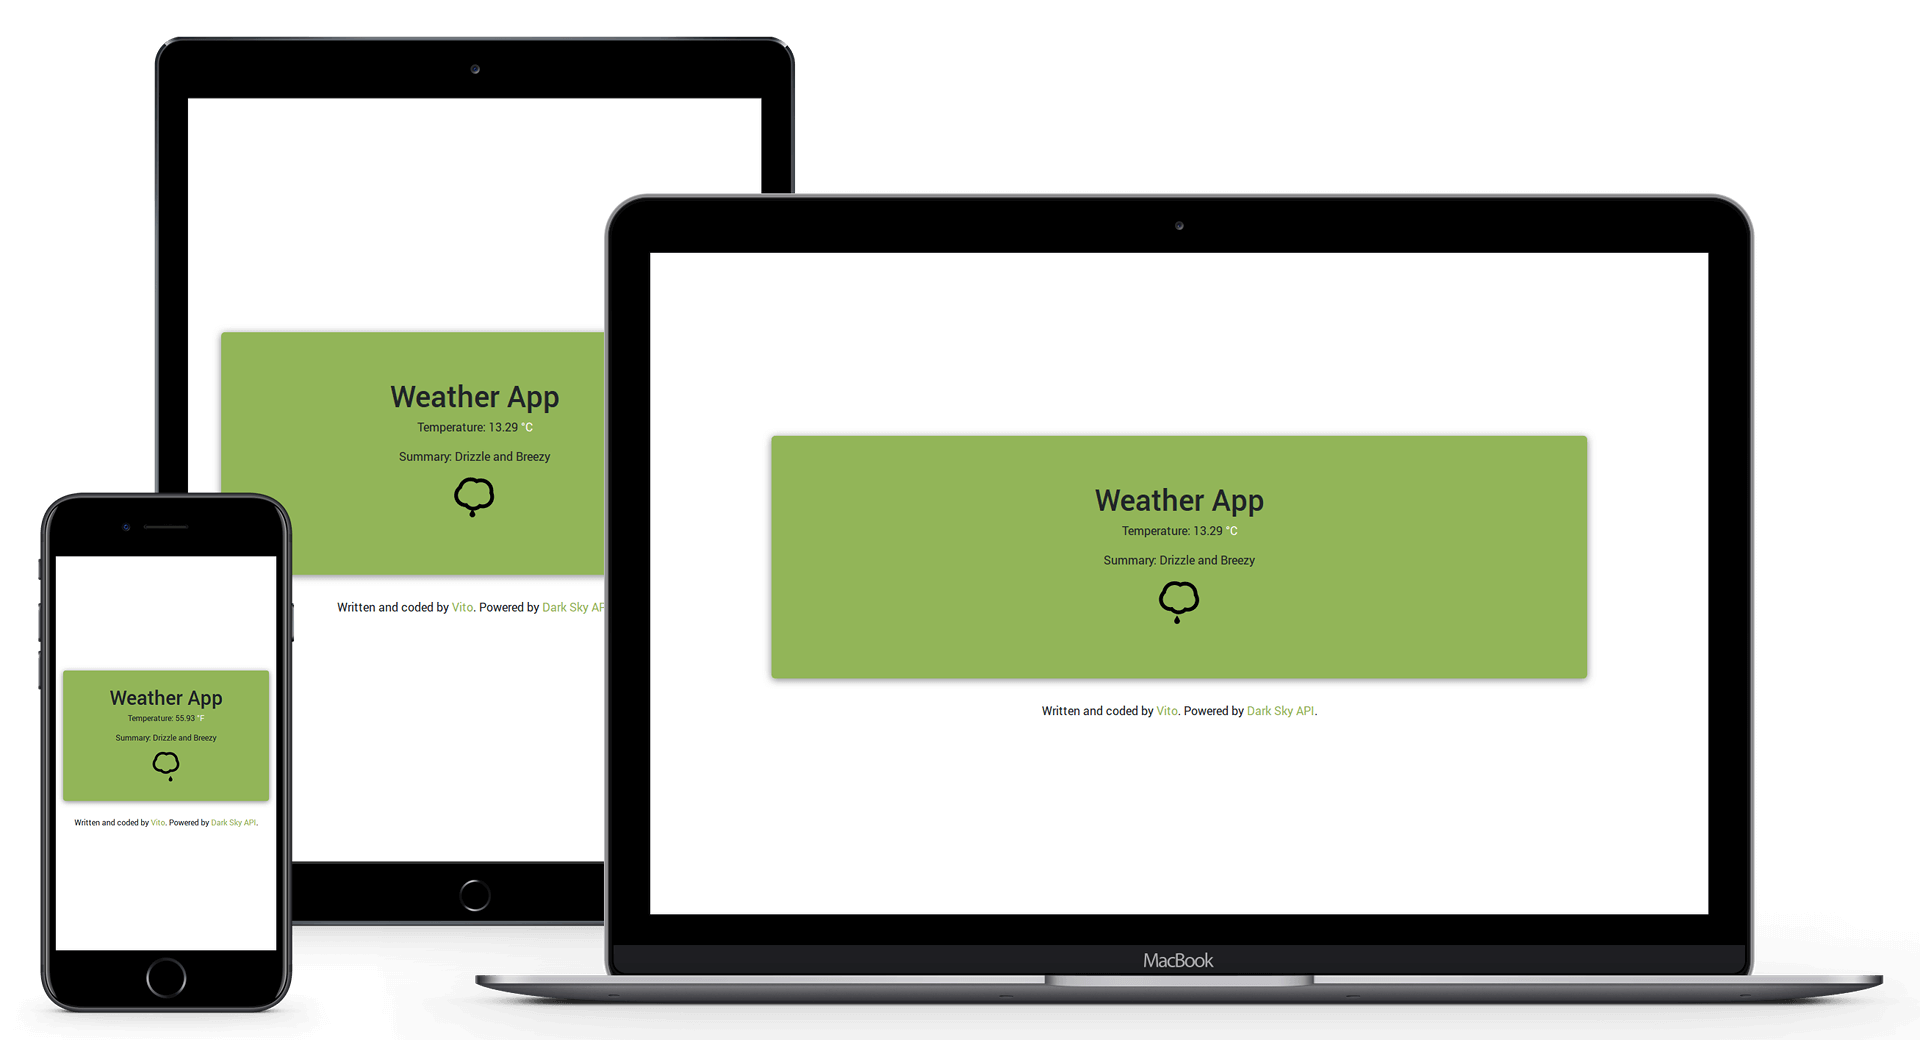 Weather App
Temperature: 13.29 °C
Summary: Drizzle and Breezy
Written and coded by Vito. Powered by Dark Sky AP
Weather App
Temperature: 13.29 °C
Summary: Drizzle and Breezy
Written and coded by Vito. Powered by Dark Sky API.
MacBook
Weather App
Temperature: 55.93 °F
Summary: Drizzle and Breezy
Written and coded by Vito. Powered by Dark Sky API.